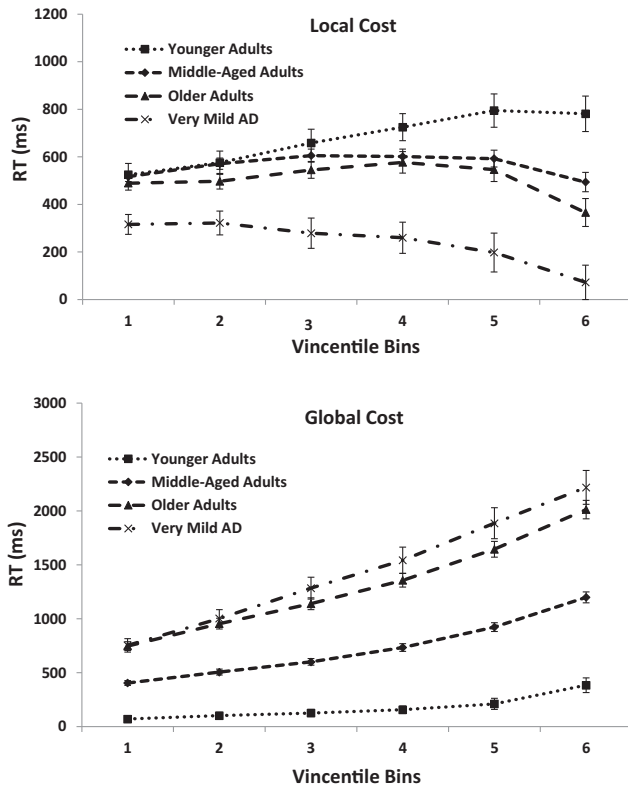 Local Cost
Younger Adults
Middle-Aged Adults
Older Adults
Very Mild AD
RT (ms)
1200
1000
800
600
400
200
0
1 2 3 4 5 6
Vincentile Bins
Global Cost
Younger Adults
Middle-Aged Adults
Older Adults
Very Mild AD
RT (ms)
3000
2500
2000
1500
1000
500
0
1 2 3 4 5 6
Vincentile Bins